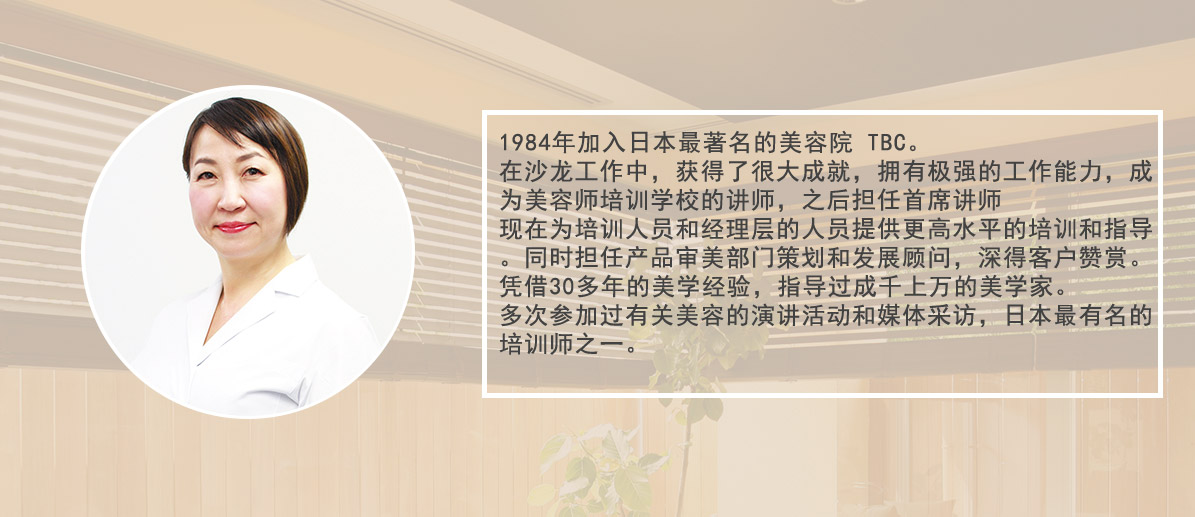 1984年加入日本最著名的美容院 TBC。
在沙龙工作中，获得了很大成就，拥有极强的工作能力，成
为美容师培训学校的讲师，之后担任首席讲师
现在为培训人员和经理层的人员提供更高水平的培训和指导
。同时担任产品审美部门策划和发展顾问，深得客户赞赏。
凭借30多年的美学经验，指导过成千上万的美学家。
多次参加过有关美容的演讲活动和媒体采访，日本最有名的
培训师之一。